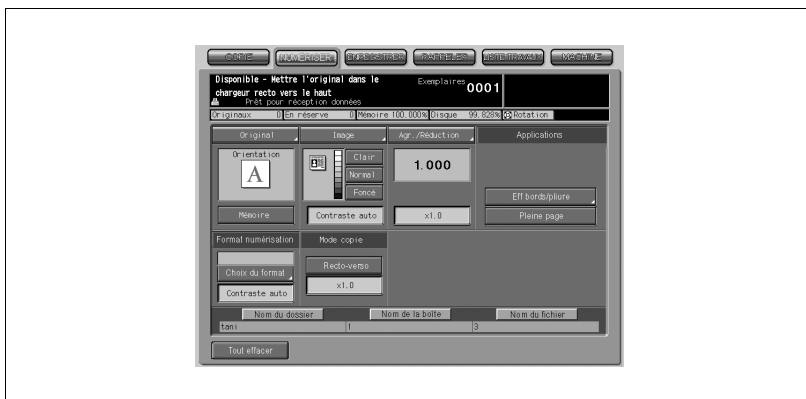 COPIE NUMERISER ENREGISTRER RAPPELER LISTE TRAVAUX MACHINE
Disponible - Mettre l'original dans le
chargeur recto vers le haut
Prêt pour réception données
Exemplaires 0001
Originaux 0 En réserve 0 Mémoire 100.000% Disque 99.828% Rotation
Original Image Agr./Réduction Applications
Orientation
A
Clair
Normal
Foncé
1.000
Eff bords/pliure
Mémoire Contraste auto x1.0 Pleine page
Format numérisation Mode copie
Recto-verso
Choix du format
x1.0
Contraste auto
Nom du dossier Nom de la boîte Nom du fichier
tani 1 3
Tout effacer